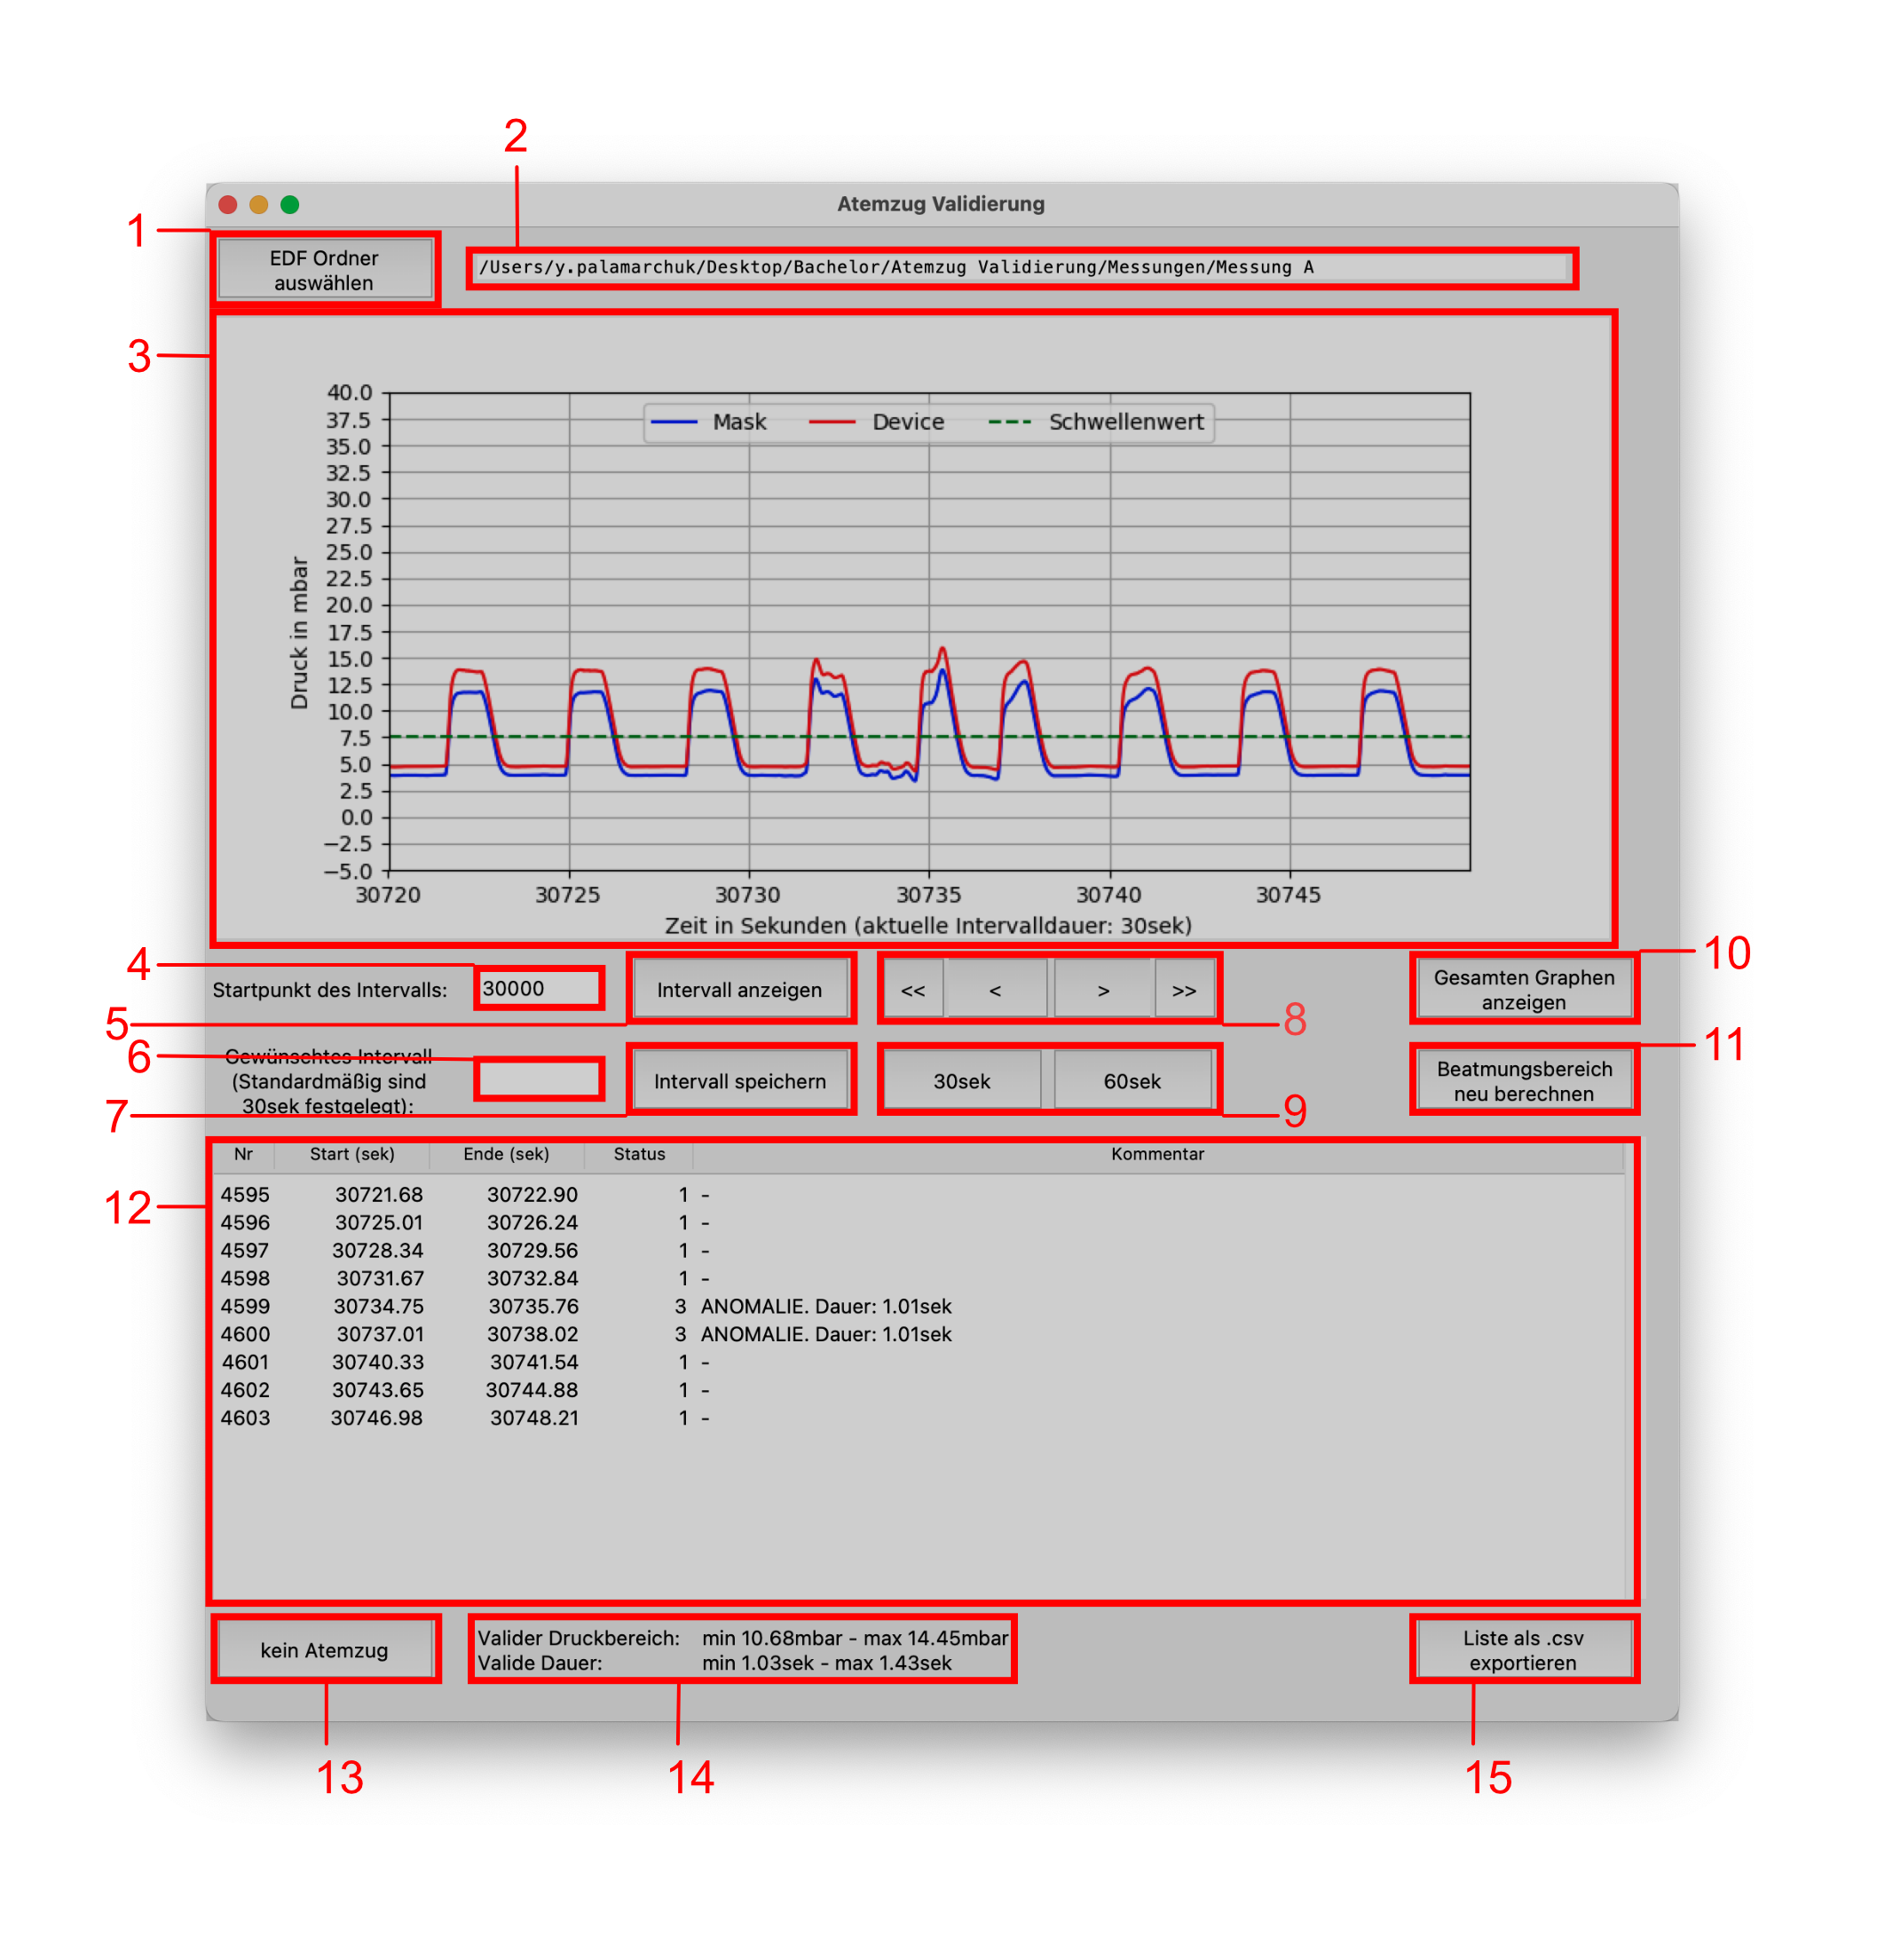 2
Atemzug Validierung
1
EDF Ordner
auswählen
/Users/y.palamarchuk/Desktop/Bachelor/Atemzug Validierung/Messungen/Messung A
3
40.0
37.5
35.0
32.5
30.0
27.5
25.0
22.5
20.0
17.5
15.0
12.5
10.0
7.5
5.0
2.5
0.0
−2.5
−5.0
Druck in mbar
Mask Device Schwellenwert
30720 30725 30730 30735 30740 30745
Zeit in Sekunden (aktuelle Intervalldauer: 30sek)
4
Startpunkt des Intervalls:
30000
Intervall anzeigen
<< < > >>
Gesamten Graphen
anzeigen
10
5
8
6
Gewünschtes Intervall
(Standardmäßig sind
30sek festgelegt):
Intervall speichern
30sek 60sek
Beatmungsbereich
neu berechnen
11
7
9
12
Nr Start (sek) Ende (sek) Status Kommentar
4595 30721.68 30722.90 1 -
4596 30725.01 30726.24 1 -
4597 30728.34 30729.56 1 -
4598 30731.67 30732.84 1 -
4599 30734.75 30735.76 3 ANOMALIE. Dauer: 1.01sek
4600 30737.01 30738.02 3 ANOMALIE. Dauer: 1.01sek
4601 30740.33 30741.54 1 -
4602 30743.65 30744.88 1 -
4603 30746.98 30748.21 1 -
kein Atemzug
Valider Druckbereich: min 10.68mbar - max 14.45mbar
Valide Dauer: min 1.03sek - max 1.43sek
Liste als .csv
exportieren
13
14
15